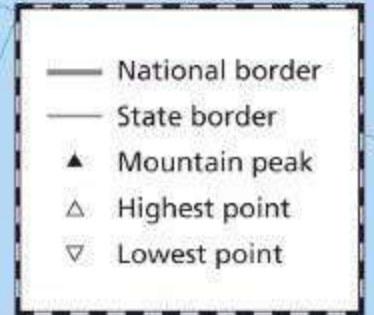 National border
State border
Mountain peak
Highest point
Lowest point